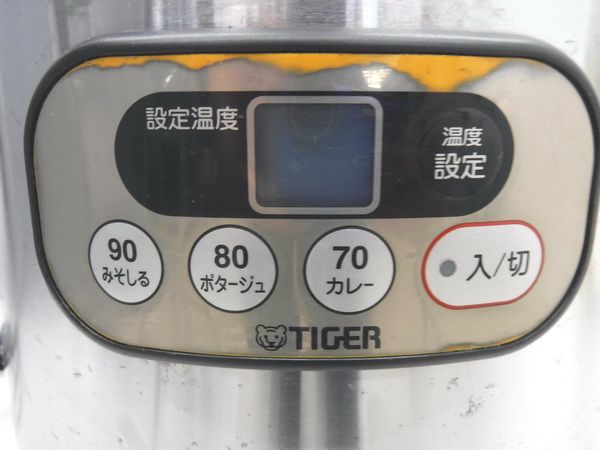 設定温度
温度
設定
90
みそしる
80
ポタージュ
70
カレー
入/切
TIGER